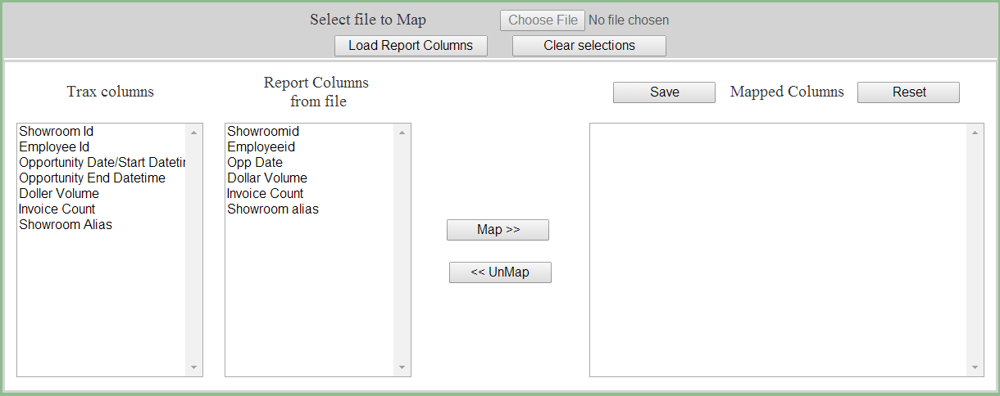 Select file to Map
Choose File No file chosen
Load Report Columns
Clear selections
Trax columns
Report Columns
from file
Save
Mapped Columns
Reset
Showroom Id
Employee Id
Opportunity Date/Start Datetir
Opportunity End Datetime
Doller Volume
Invoice Count
Showroom Alias
Showroomid
Employeeid
Opp Date
Dollar Volume
Invoice Count
Showroom alias
Map >>
<< UnMap